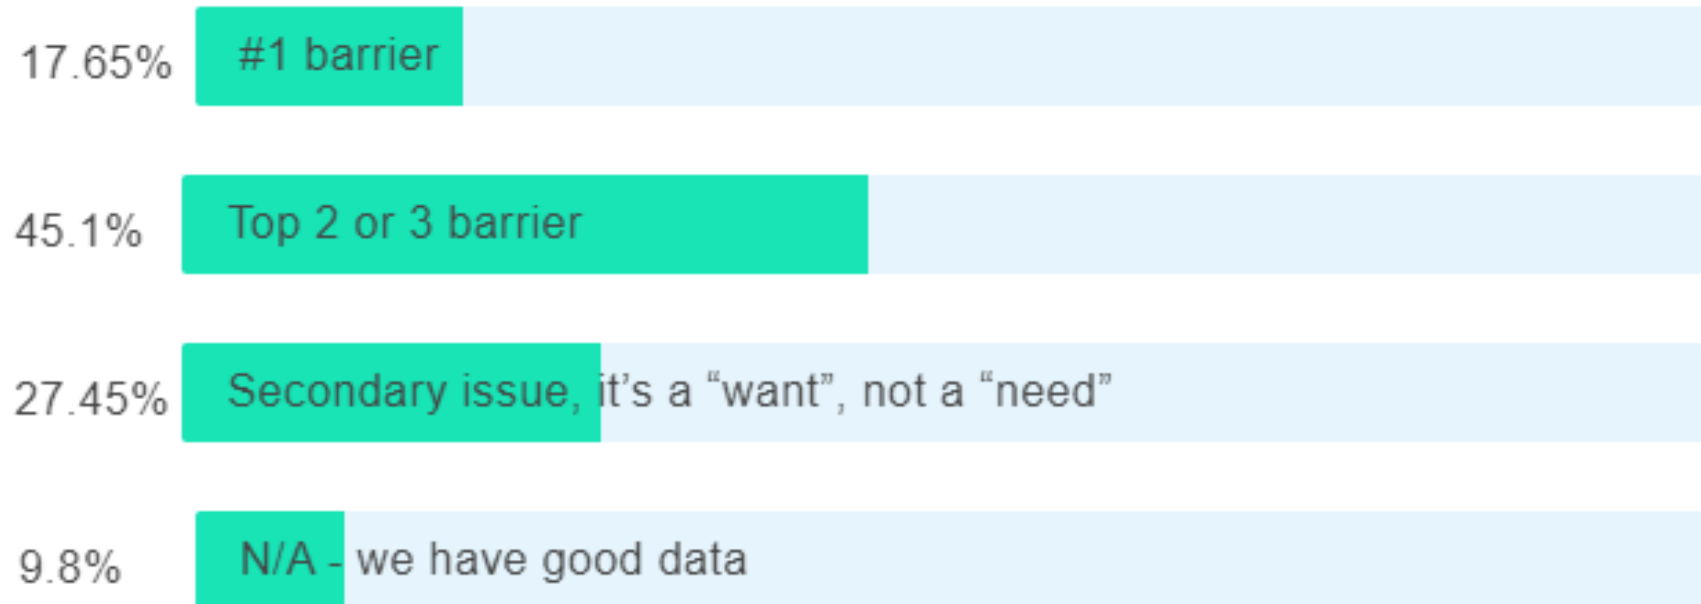 17.65% #1 barrier
45.1% Top 2 or 3 barrier
27.45% Secondary issue, it’s a “want”, not a “need”
9.8% N/A - we have good data